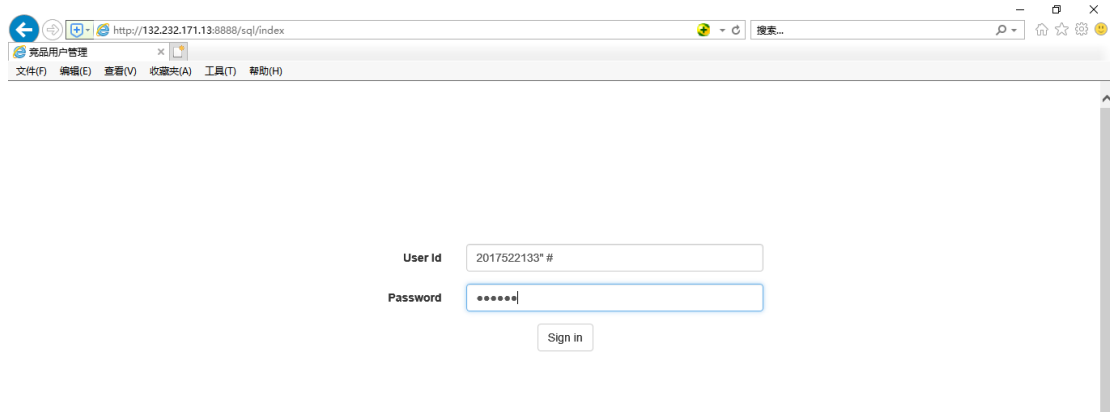 http://132.232.171.13:8888/sql/index
搜索...
竞品用户管理
文件(F) 编辑(E) 查看(V) 收藏夹(A) 工具(T) 帮助(H)
User Id 2017522133" #
Password ●●●●●●
Sign in